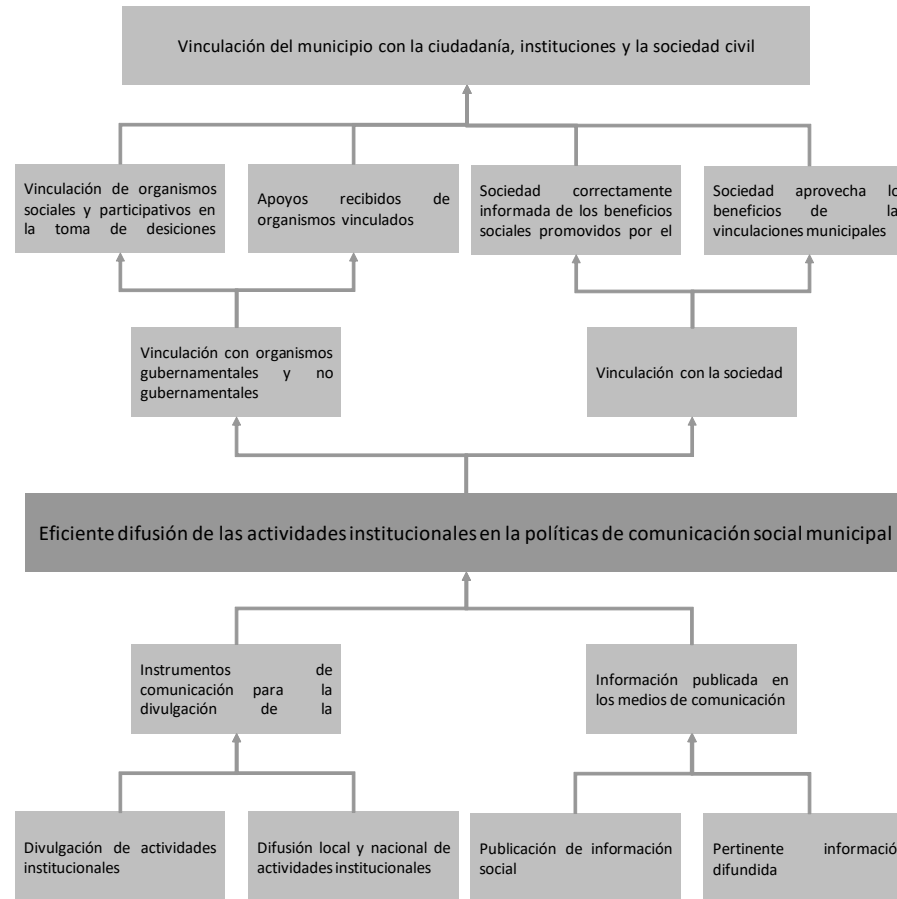 Vinculación del municipio con la ciudadanía, instituciones y la sociedad civil
Vinculación de organismos
sociales y participativos en
la toma de desiciones
Apoyos recibidos de
organismos vinculados
Sociedad correctamente
informada de los beneficios
sociales promovidos por el
Sociedad aprovecha lo
beneficios de la
vinculaciones municipales
Vinculación con organismos
gubernamentales y no
gubernamentales
Vinculación con la sociedad
Eficiente difusión de las actividades institucionales en la políticas de comunicación social municipal
Instrumentos de
comunicación para la
divulgación de la
Información publicada en
los medios de comunicación
Divulgación de actividades
institucionales
Difusión local y nacional de
actividades institucionales
Publicación de información
social
Pertinente informació
difundida